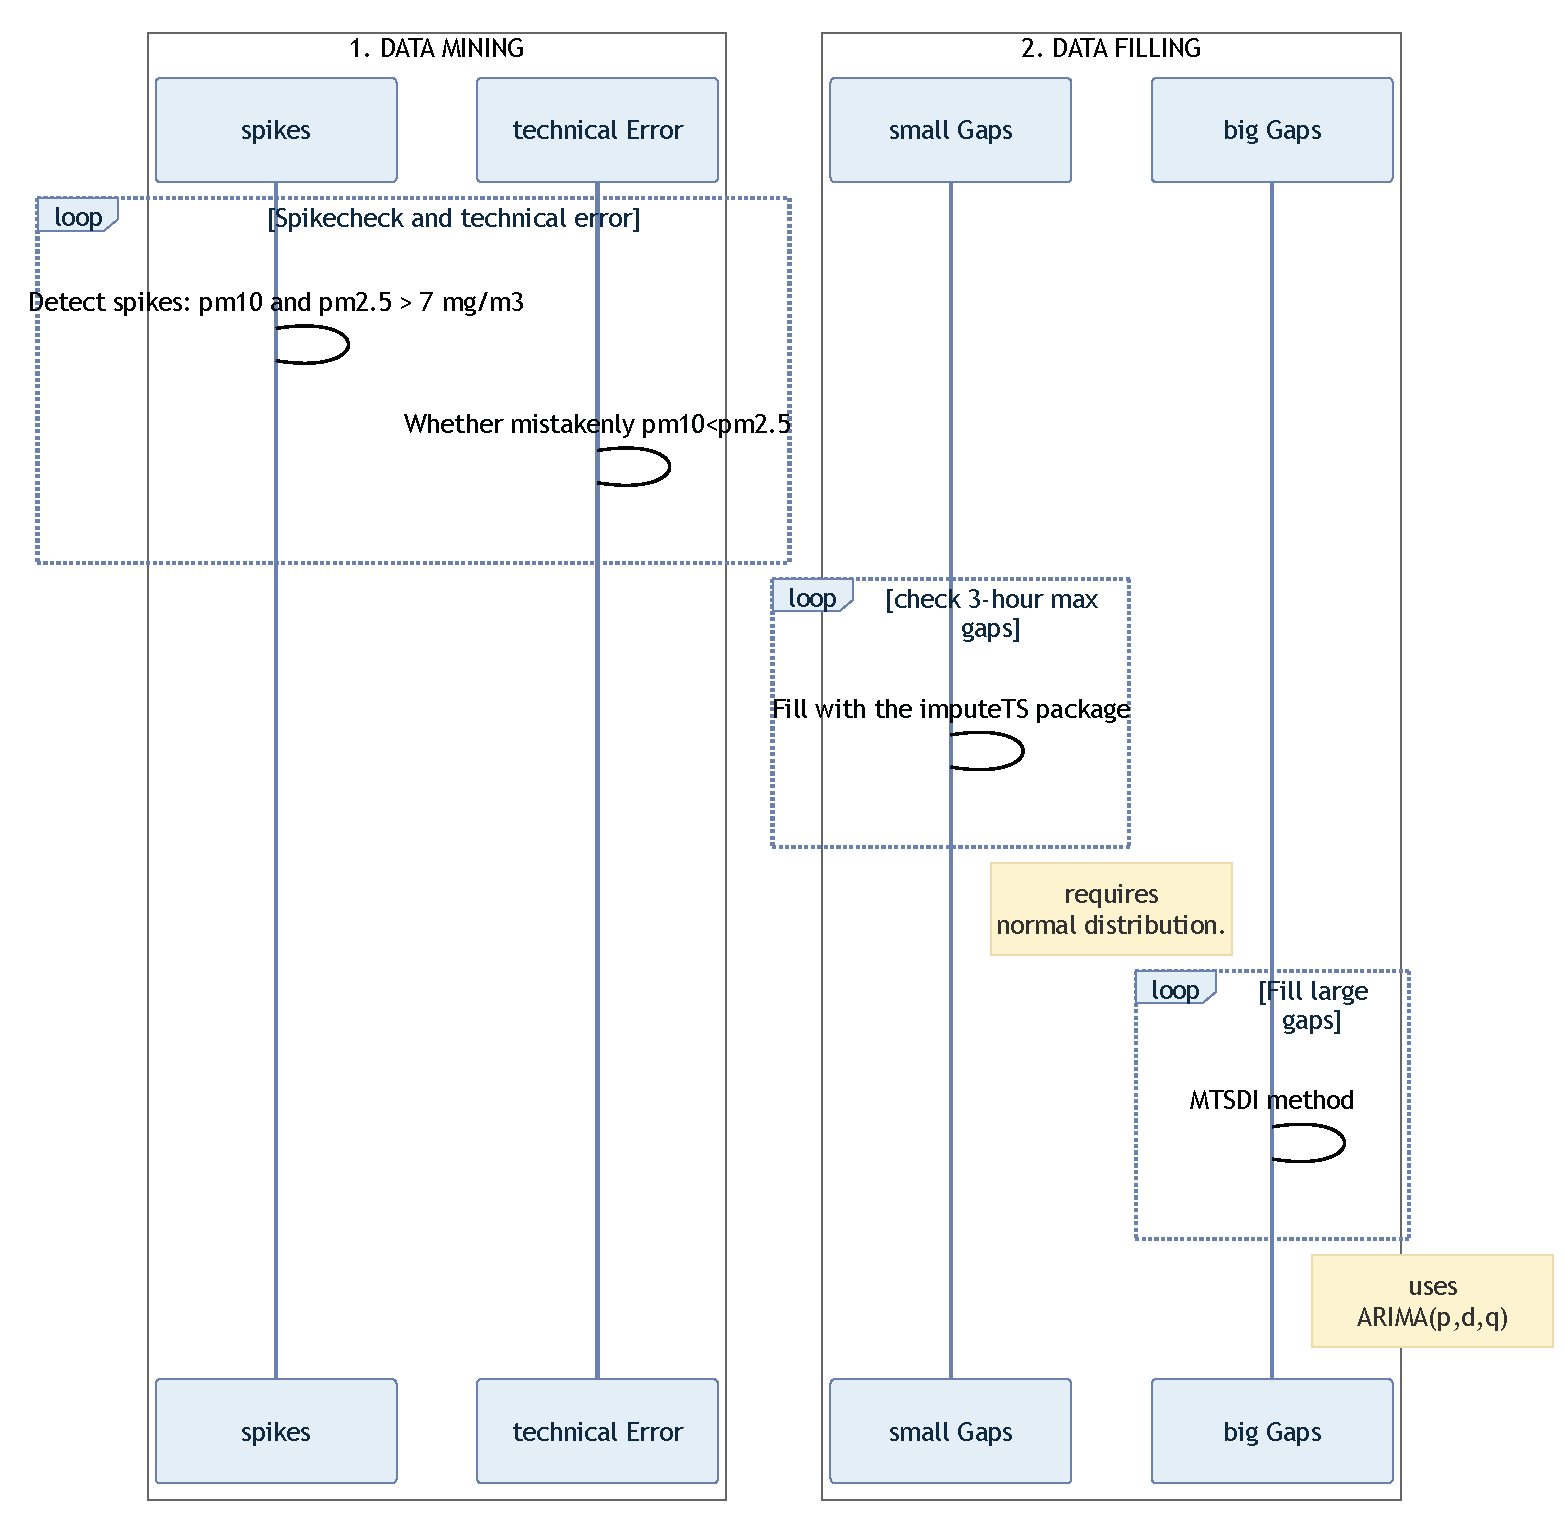 1. DATA MINING
2. DATA FILLING
spikes
technical Error
small Gaps
big Gaps
loop
[Spikecheck and technical error]
Detect spikes: pm10 and pm2.5 > 7 mg/m3
Whether mistakenly pm10<pm2.5
loop
[check 3-hour max
gaps]
Fill with the imputeTS package
requires
normal distribution.
loop
[Fill large
gaps]
MTSDI method
uses
ARIMA(p,d,q)
spikes
technical Error
small Gaps
big Gaps